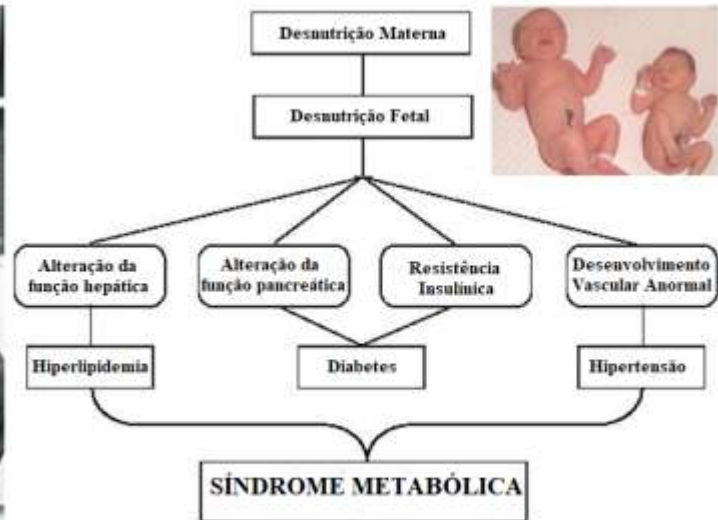 Desnutrição Materna
Desnutrição Fetal
Alteração da
função hepática
Alteração da
função pancreática
Resistência
Insulínica
Desenvolvimento
Vascular Anormal
Hiperlipidemia
Diabetes
Hipertensão
SÍNDROME METABÓLICA